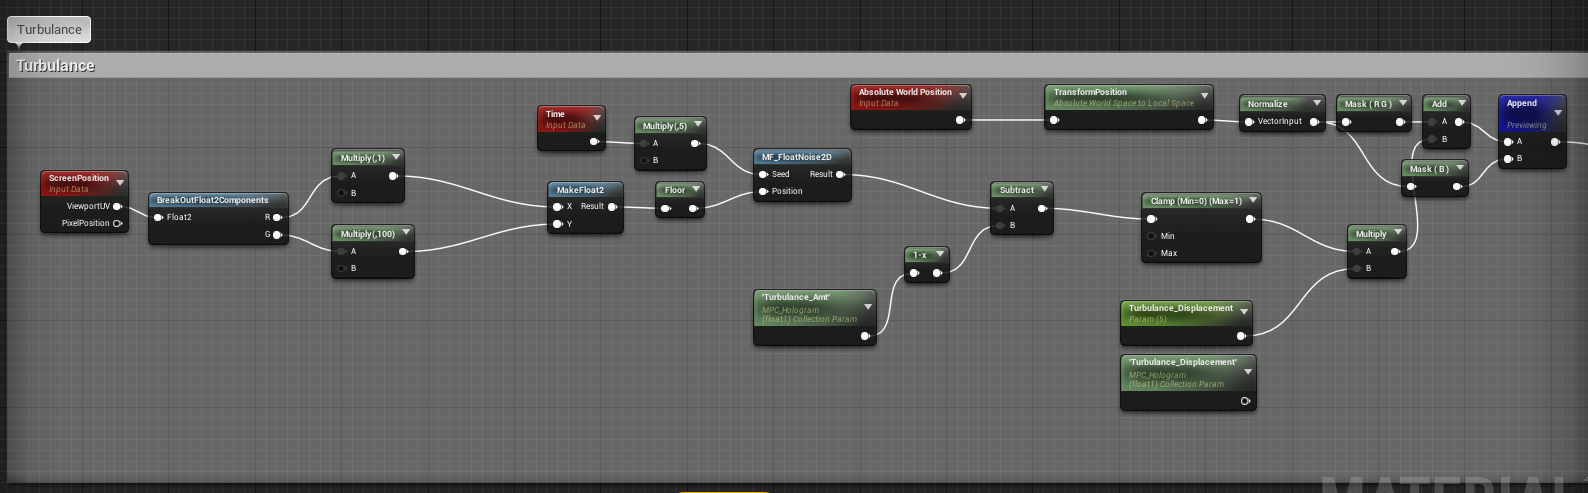 Turbulance
Turbulance
ScreenPosition
Input Data
ViewportUV
PixelPosition
BreakOutFloat2Components
Float2
R
G
Multiply(,1)
A
B
Multiply(,100)
A
B
Time
Input Data
Multiply(,5)
A
B
MakeFloat2
X
Result
Y
Floor
MF_FloatNoise2D
Seed
Result
Position
'Turbulance_Amt'
MPC_Hologram
(float1) Collection Param
1-x
Absolute World Position
Input Data
TransformPosition
Absolute World Space to Local Space
Subtract
A
B
Clamp (Min=0) (Max=1)
Min
Max
Turbulance_Displacement
Param (5)
'Turbulance_Displacement'
MPC_Hologram
(float1) Collection Param
Normalize
VectorInput
Mask ( R G )
Add
A
B
Mask ( B )
Multiply
A
B
Append
Previewing
A
B
MATERIAL